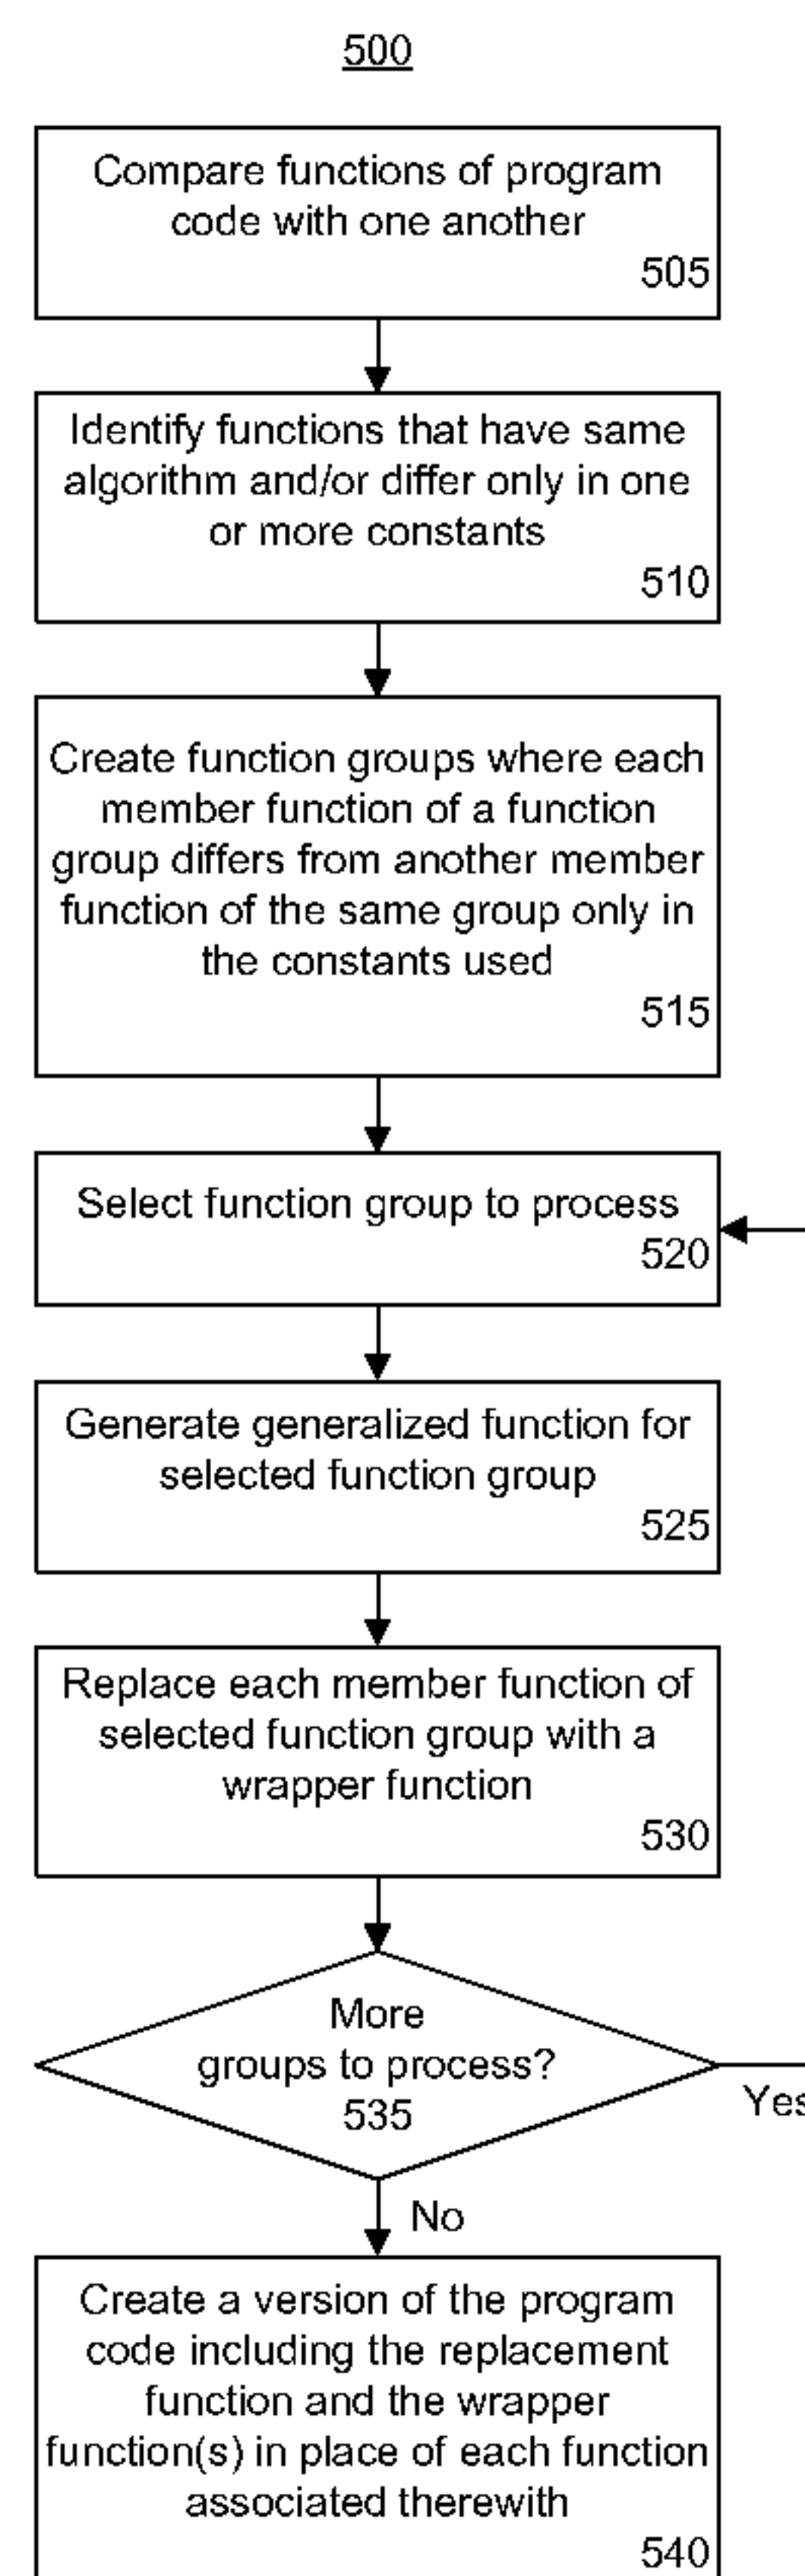 500
Compare functions of program
code with one another
505
Identify functions that have same
algorithm and/or differ only in one
or more constants
510
Create function groups where each
member function of a function
group differs from another member
function of the same group only in
the constants used
515
Select function group to process
520
Generate generalized function for
selected function group
525
Replace each member function of
selected function group with a
wrapper function
530
More
groups to process?
535
Yes
No
Create a version of the program
code including the replacement
function and the wrapper
function(s) in place of each function
associated therewith
540